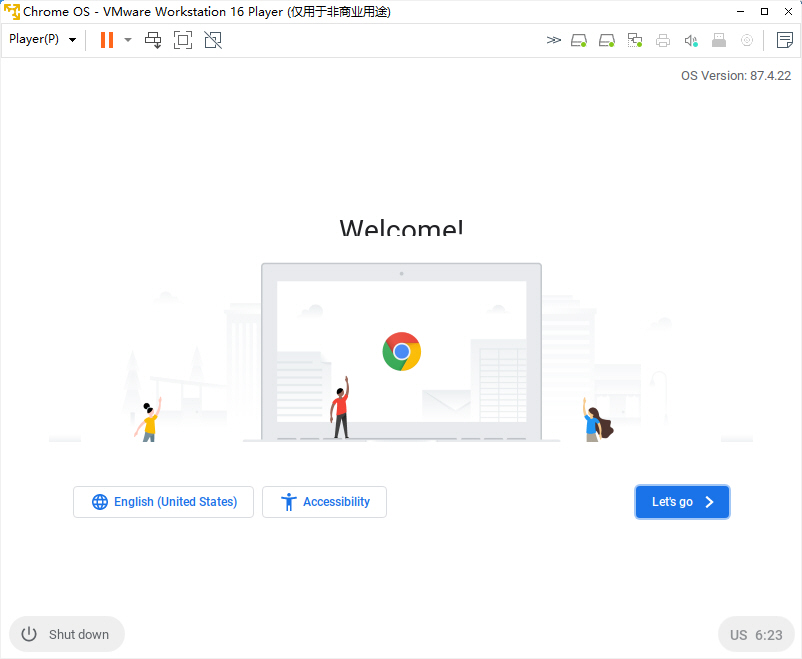 Chrome OS - VMware Workstation 16 Player (仅用于非商业用途)
Player(P)
OS Version: 87.4.22
Welcome!
English (United States)
Accessibility
Let's go
Shut down
US 6:23